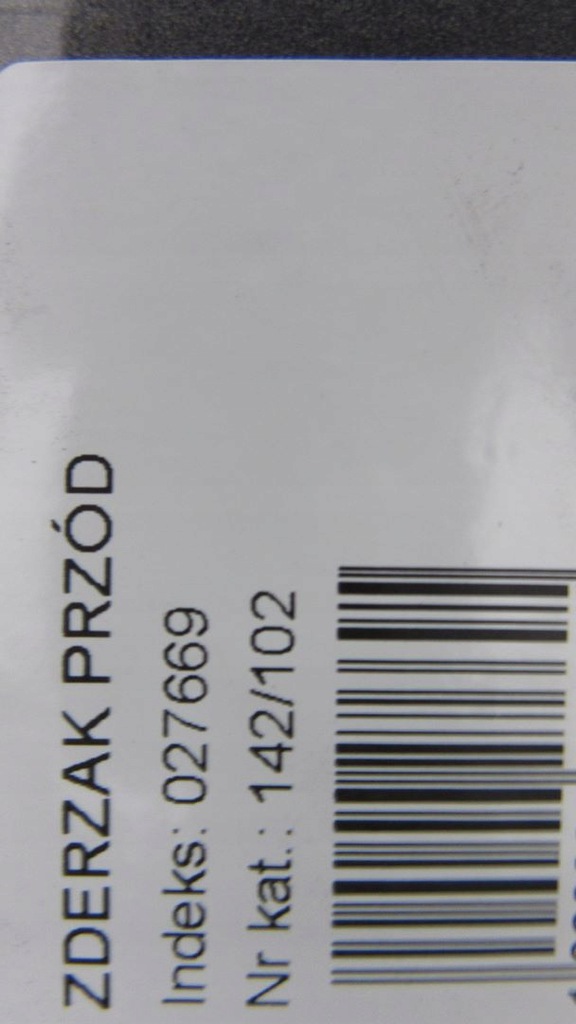 ZDERZAK PRZÓD
Indeks: 027669
Nr kat.: 142/102